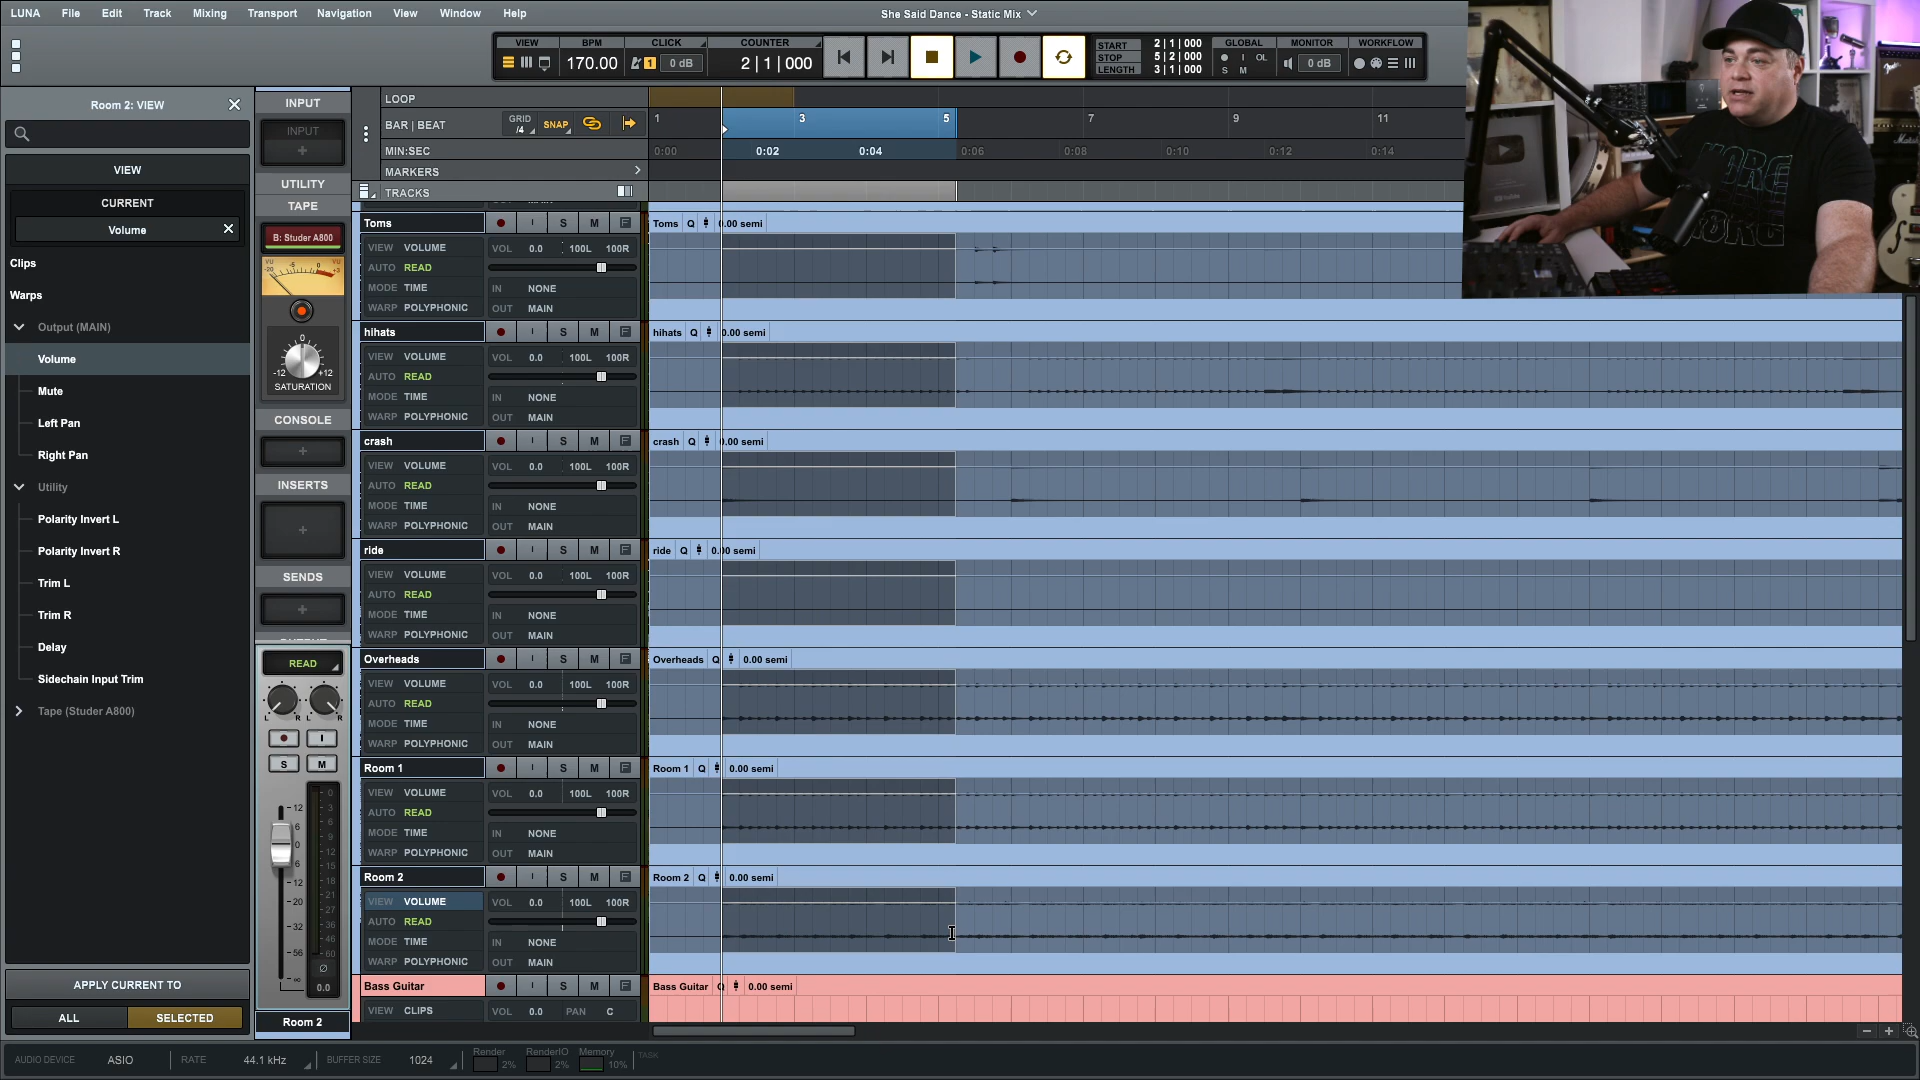 LUNA File Edit Track Mixing Transport Navigation View Window Help
She Said Dance - Static Mix
VIEW BPM CLICK COUNTER
170.00 1 0 dB 2|1|000
START 2|1|000
STOP 5|2|000
LENGTH 3|1|000
GLOBAL MONITOR WORKFLOW
I OL
S M 0 dB
Room 2: VIEW
VIEW
CURRENT
Volume
Clips
Warps
Output (MAIN)
Volume
Mute
Left Pan
Right Pan
Utility
Polarity Invert L
Polarity Invert R
Trim L
Trim R
Delay
Sidechain Input Trim
Tape (Studer A800)
APPLY CURRENT TO
ALL SELECTED
INPUT
INPUT
+
UTILITY
TAPE
B: Studer A800
VU VU
-20 -5 0 +3
0
-12 +12
SATURATION
CONSOLE
+
INSERTS
+
SENDS
+
READ
L R L R
I
S M
12
6
0
6
12
20
32
56
∞
0
3
6
9
12
15
18
21
27
30
36
40
46
50
60
Ø
0.0
Room 2
LOOP
BAR | BEAT GRID /4 SNAP
1 3 5 7 9 11
MIN:SEC
0:00 0:02 0:04 0:06 0:08 0:10 0:12 0:14
MARKERS
TRACKS
Toms I S M F Toms Q 0.00 semi
VIEW VOLUME VOL 0.0 100L 100R
AUTO READ
MODE TIME IN NONE
WARP POLYPHONIC OUT MAIN
hihats I S M F hihats Q 0.00 semi
VIEW VOLUME VOL 0.0 100L 100R
AUTO READ
MODE TIME IN NONE
WARP POLYPHONIC OUT MAIN
crash I S M F crash Q 0.00 semi
VIEW VOLUME VOL 0.0 100L 100R
AUTO READ
MODE TIME IN NONE
WARP POLYPHONIC OUT MAIN
ride I S M F ride Q 0.00 semi
VIEW VOLUME VOL 0.0 100L 100R
AUTO READ
MODE TIME IN NONE
WARP POLYPHONIC OUT MAIN
Overheads I S M F Overheads Q 0.00 semi
VIEW VOLUME VOL 0.0 100L 100R
AUTO READ
MODE TIME IN NONE
WARP POLYPHONIC OUT MAIN
Room 1 I S M F Room 1 Q 0.00 semi
VIEW VOLUME VOL 0.0 100L 100R
AUTO READ
MODE TIME IN NONE
WARP POLYPHONIC OUT MAIN
Room 2 I S M F Room 2 Q 0.00 semi
VIEW VOLUME VOL 0.0 100L 100R
AUTO READ
MODE TIME IN NONE
WARP POLYPHONIC OUT MAIN
Bass Guitar I S M F Bass Guitar Q 0.00 semi
VIEW CLIPS VOL 0.0 PAN C
AUDIO DEVICE ASIO RATE 44.1 kHz BUFFER SIZE 1024 Render 2% RenderIO 2% Memory 10% TASK